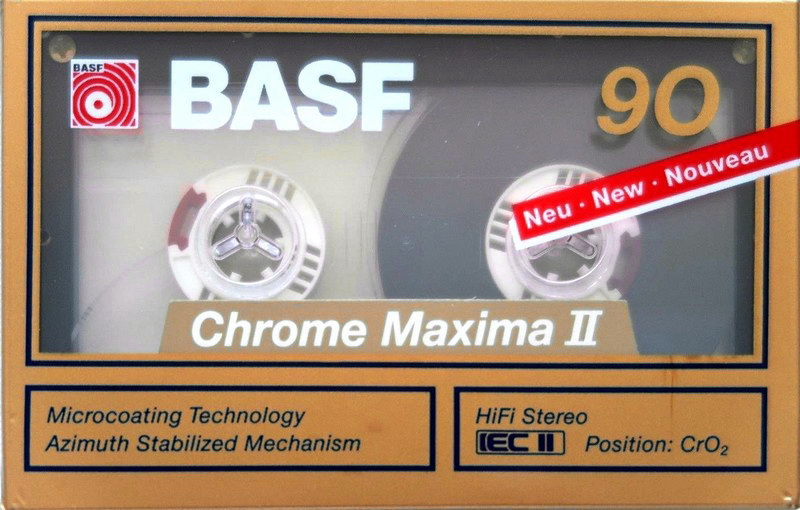 BASF
BASF
90
Neu · New · Nouveau
Chrome Maxima II
Microcoating Technology
Azimuth Stabilized Mechanism
HiFi Stereo
IEC II Position: CrO₂